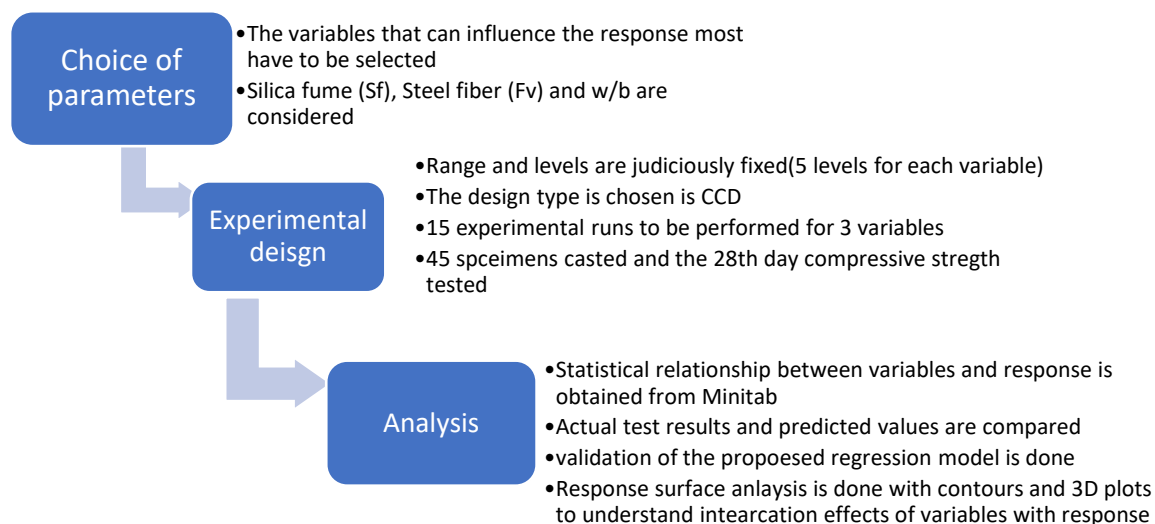 Choice of
parameters
•The variables that can influence the response most
have to be selected
•Silica fume (Sf), Steel fiber (Fv) and w/b are
considered
Experimental
deisgn
•Range and levels are judiciously fixed(5 levels for each variable)
•The design type is chosen is CCD
•15 experimental runs to be performed for 3 variables
•45 spceimens casted and the 28th day compressive stregth
tested
Analysis
•Statistical relationship between variables and response is
obtained from Minitab
•Actual test results and predicted values are compared
•validation of the propoesed regression model is done
•Response surface anlaysis is done with contours and 3D plots
to understand intearcation effects of variables with response